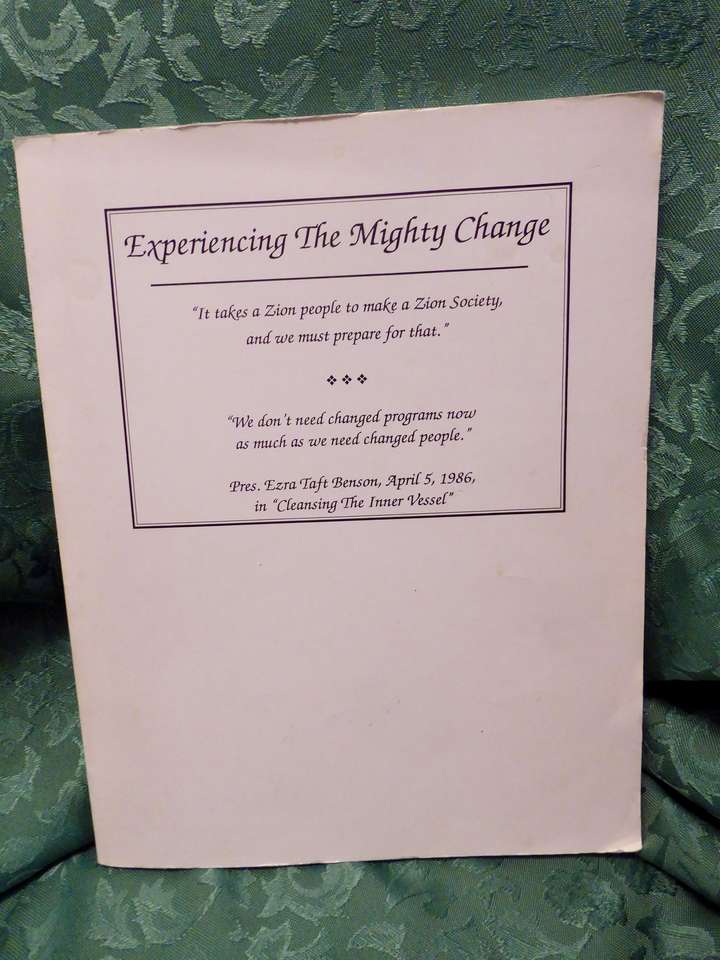 Experiencing The Mighty Change
“It takes a Zion people to make a Zion Society,
and we must prepare for that.”
❖ ❖ ❖
“We don't need changed programs now
as much as we need changed people.”
Pres. Ezra Taft Benson, April 5, 1986,
in “Cleansing The Inner Vessel”